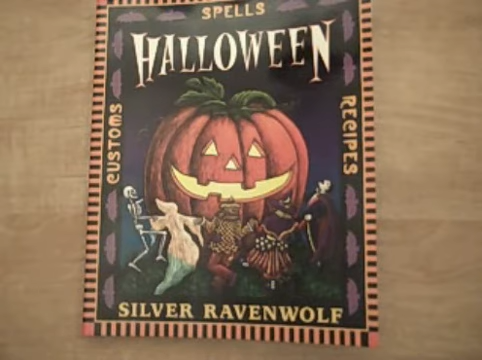 SPELLS
HALLOWEEN
CUSTOMS
RECIPES
SILVER RAVENWOLF